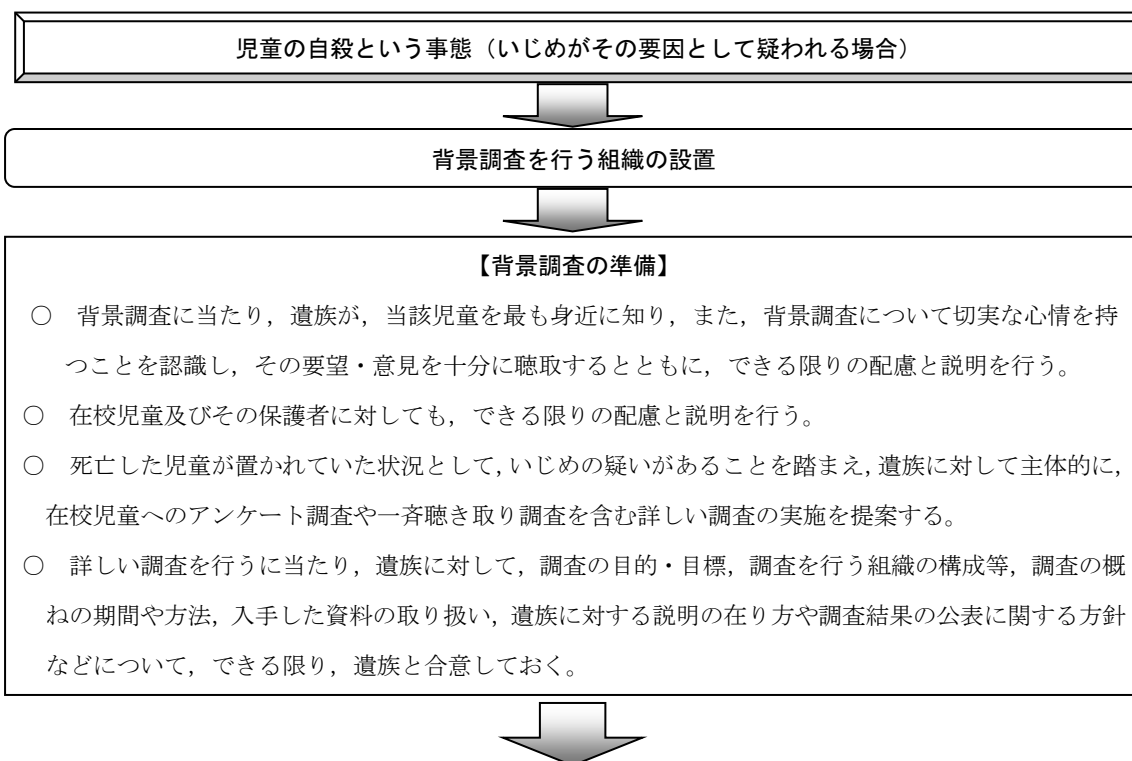 児童の自殺という事態（いじめがその要因として疑われる場合）
背景調査を行う組織の設置
【背景調査の準備】
○　背景調査に当たり，遺族が，当該児童を最も身近に知り，また，背景調査について切実な心情を持
つことを認識し，その要望・意見を十分に聴取するとともに，できる限りの配慮と説明を行う。
○　在校児童及びその保護者に対しても，できる限りの配慮と説明を行う。
○　死亡した児童が置かれていた状況として，いじめの疑いがあることを踏まえ，遺族に対して主体的に，
在校児童へのアンケート調査や一斉聴き取り調査を含む詳しい調査の実施を提案する。
○　詳しい調査を行うに当たり，遺族に対して，調査の目的・目標，調査を行う組織の構成等，調査の概
ねの期間や方法，入手した資料の取り扱い，遺族に対する説明の在り方や調査結果の公表に関する方針
などについて，できる限り，遺族と合意しておく。